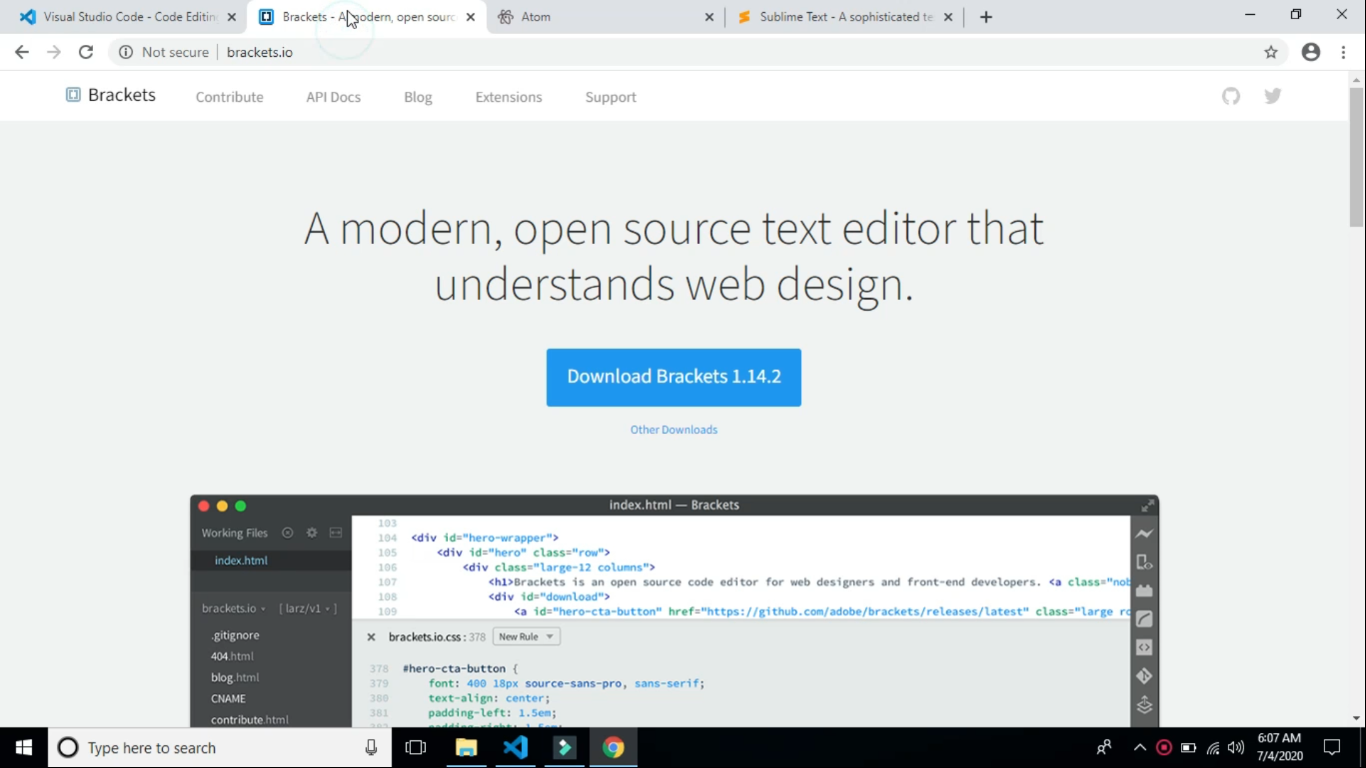 Visual Studio Code - Code Editin
Brackets - A modern, open sourc
Atom
Sublime Text - A sophisticated te
Not secure
brackets.io
Brackets
Contribute
API Docs
Blog
Extensions
Support
A modern, open source text editor that
understands web design.
Download Brackets 1.14.2
Other Downloads
index.html — Brackets
Working Files
index.html
brackets.io
[ larz/v1 ]
.gitignore
404.html
blog.html
CNAME
contribute.html
103
104 <div id="hero-wrapper">
105 <div id="hero" class="row">
106 <div class="large-12 columns">
107 <h1>Brackets is an open source code editor for web designers and front-end developers. <a class="nob
108 <div id="download">
109 <a id="hero-cta-button" href="https://github.com/adobe/brackets/releases/latest" class="large ro
brackets.io.css : 378 New Rule
378 #hero-cta-button {
379 font: 400 18px source-sans-pro, sans-serif;
380 text-align: center;
381 padding-left: 1.5em;
padding-right: 1.5em;
Type here to search
6:07 AM
7/4/2020